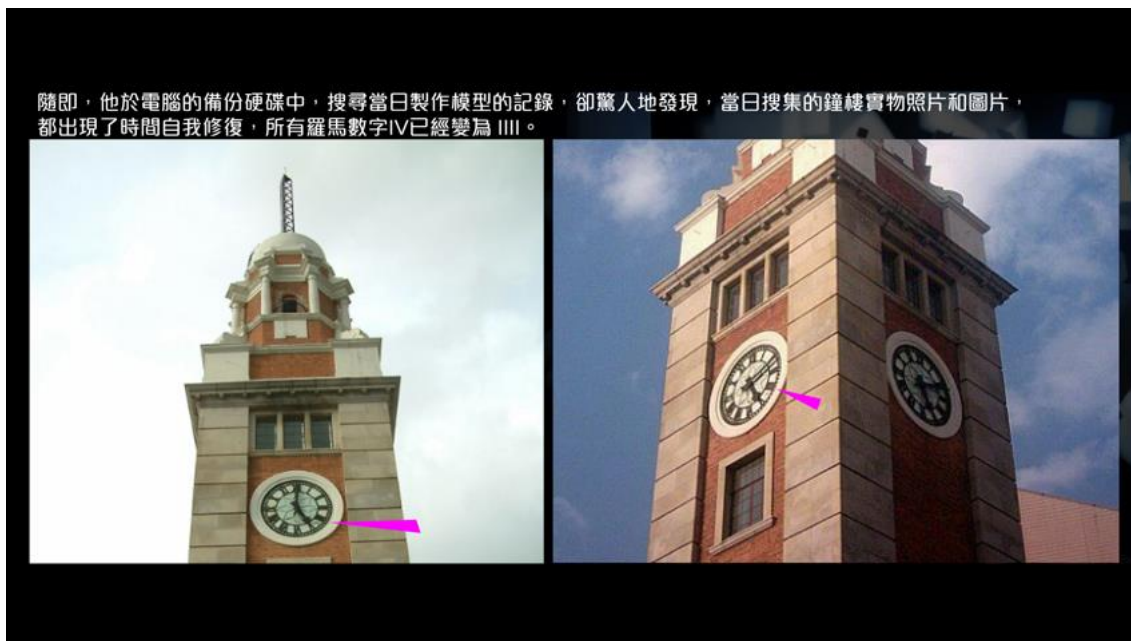 隨即，他於電腦的備份硬碟中，搜尋當日製作模型的記錄，卻驚人地發現，當日搜集的鐘樓實物照片和圖片，
都出現了時間自我修復，所有羅馬數字IV已經變為 IIII。